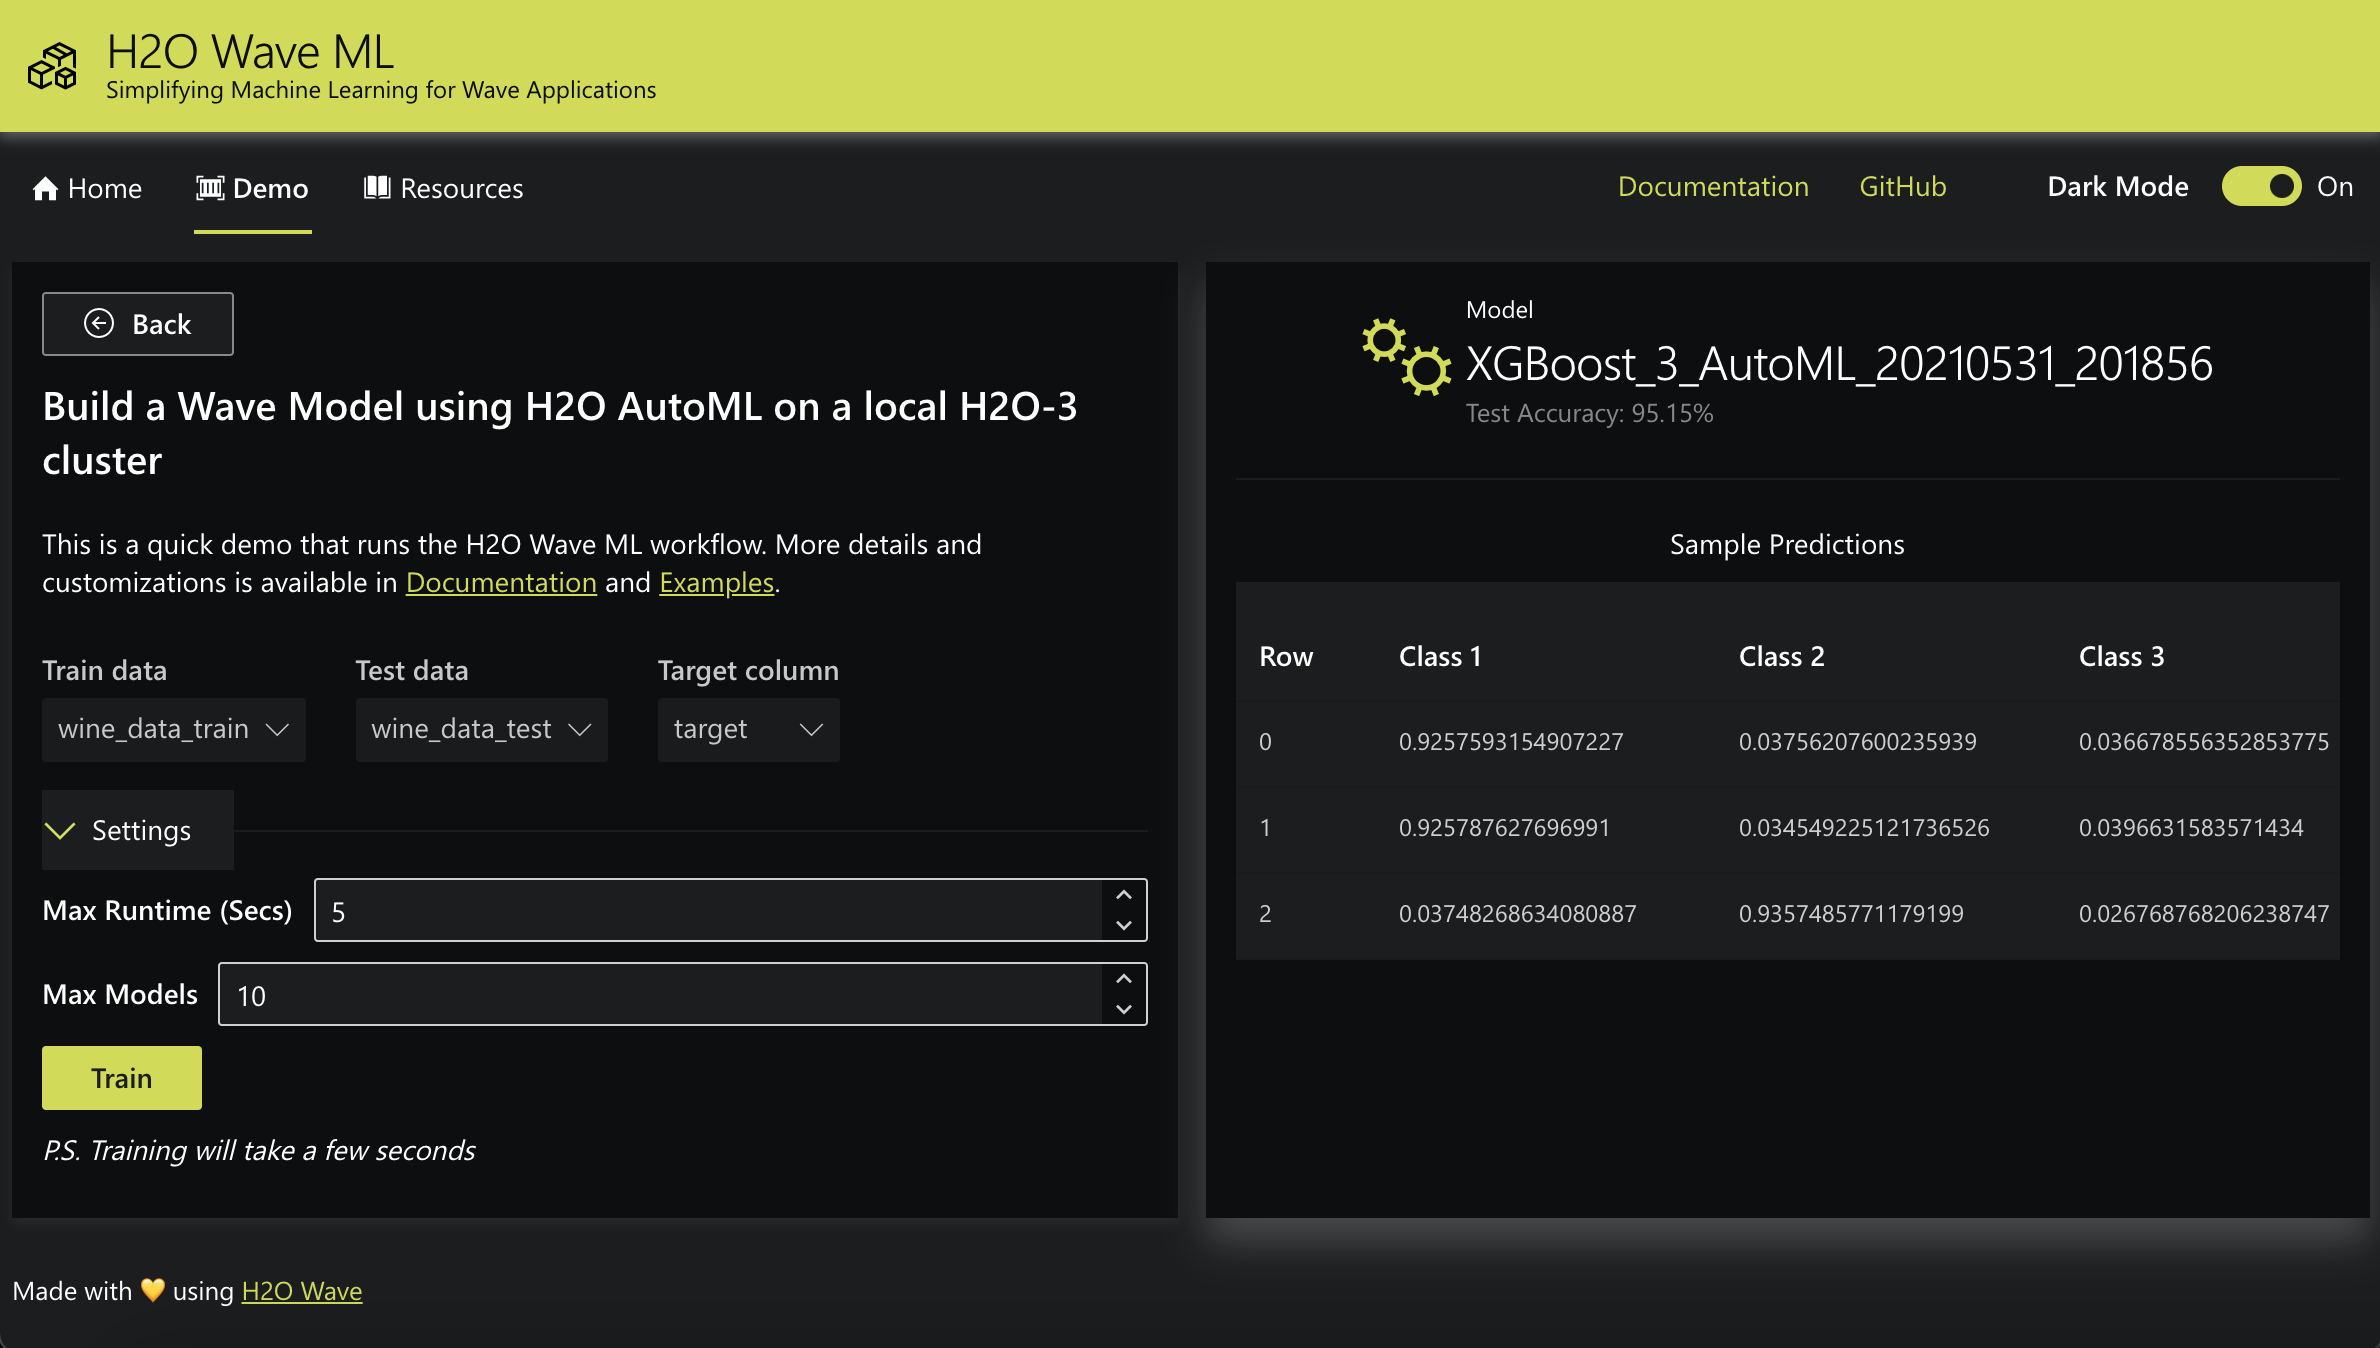 H2O Wave ML
Simplifying Machine Learning for Wave Applications
Home
Demo
Resources
Documentation
GitHub
Dark Mode
On
Back
Build a Wave Model using H2O AutoML on a local H2O-3
cluster
This is a quick demo that runs the H2O Wave ML workflow. More details and
customizations is available in Documentation and Examples.
Train data
Test data
Target column
wine_data_train
wine_data_test
target
Settings
Max Runtime (Secs)
5
Max Models
10
Train
P.S. Training will take a few seconds
Model
XGBoost_3_AutoML_20210531_201856
Test Accuracy: 95.15%
Sample Predictions
Row Class 1 Class 2 Class 3
0 0.9257593154907227 0.03756207600235939 0.036678556352853775
1 0.925787627696991 0.034549225121736526 0.0396631583571434
2 0.03748268634080887 0.9357485771179199 0.026768768206238747
Made with 💛 using H2O Wave